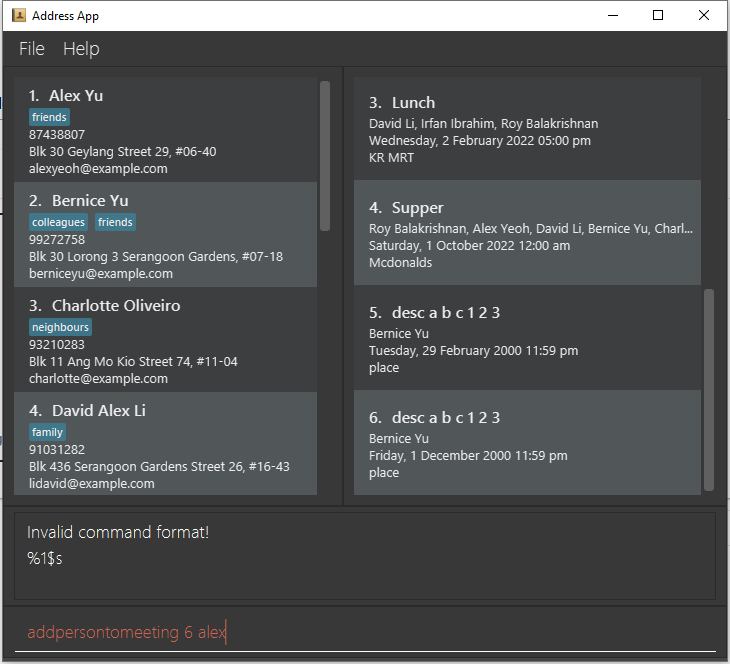 Address App
File Help
1. Alex Yu
friends
87438807
Blk 30 Geylang Street 29, #06-40
alexyeoh@example.com
2. Bernice Yu
colleagues friends
99272758
Blk 30 Lorong 3 Serangoon Gardens, #07-18
berniceyu@example.com
3. Charlotte Oliveiro
neighbours
93210283
Blk 11 Ang Mo Kio Street 74, #11-04
charlotte@example.com
4. David Alex Li
family
91031282
Blk 436 Serangoon Gardens Street 26, #16-43
lidavid@example.com
3. Lunch
David Li, Irfan Ibrahim, Roy Balakrishnan
Wednesday, 2 February 2022 05:00 pm
KR MRT
4. Supper
Roy Balakrishnan, Alex Yeoh, David Li, Bernice Yu, Charl...
Saturday, 1 October 2022 12:00 am
Mcdonalds
5. desc a b c 1 2 3
Bernice Yu
Tuesday, 29 February 2000 11:59 pm
place
6. desc a b c 1 2 3
Bernice Yu
Friday, 1 December 2000 11:59 pm
place
Invalid command format!
%1$s
addpersontomeeting 6 alex